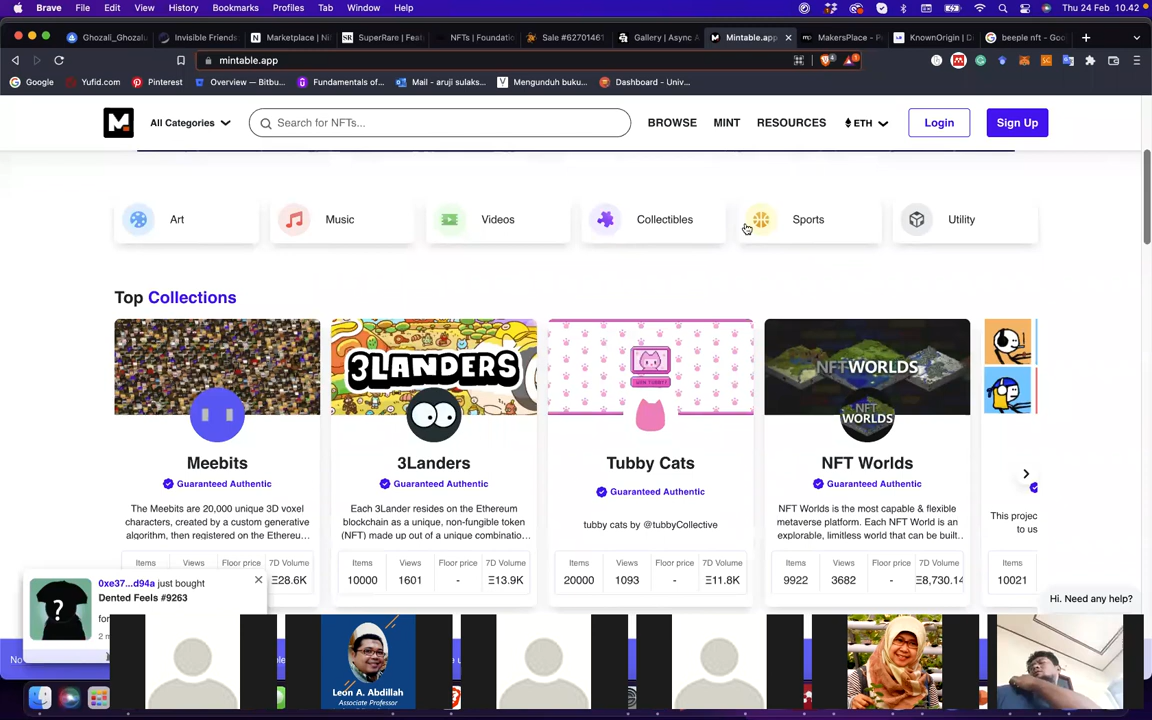 Brave File Edit View History Bookmarks Profiles Tab Window Help Thu 24 Feb 10.42
Ghozali_Ghozalu Invisible Friends Marketplace | Ni SuperRare | Feat NFTs | Foundatio Sale #6270146 Gallery | Async A Mintable.app MakersPlace - P KnownOrigin | D beeple nft - Goo
mintable.app
Google Yufid.com Pinterest Overview – Bitbu... Fundamentals of... Mail - aruji sulaks... Mengunduh buku... Dashboard - Univ...
M All Categories Search for NFTs... BROWSE MINT RESOURCES ETH Login Sign Up
Art Music Videos Collectibles Sports Utility
Top Collections
3LANDERS
NFTWORLDS
NFT
WORLDS
Meebits 3Landers Tubby Cats NFT Worlds
Guaranteed Authentic Guaranteed Authentic Guaranteed Authentic Guaranteed Authentic
The Meebits are 20,000 unique 3D voxel characters, created by a custom generative algorithm, then registered on the Ethereu...
Each 3Lander resides on the Ethereum blockchain as a unique, non-fungible token (NFT) made up out of a unique combinatio...
tubby cats by @tubbyCollective
NFT Worlds is the most capable & flexible metaverse platform. Each NFT World is an explorable, limitless world that can be built..
This projec
to us
Items Views Floor price 7D Volume Items Views Floor price 7D Volume Items Views Floor price 7D Volume Items
Ξ28.6K 10000 1601 - Ξ13.9K 20000 1093 - Ξ11.8K 9922 3682 - Ξ8,730.14 10021
0xe37...d94a just bought
Dented Feels #9263
for
2 m
Hi. Need any help?
No
Leon A. Abdillah
Associate Professor